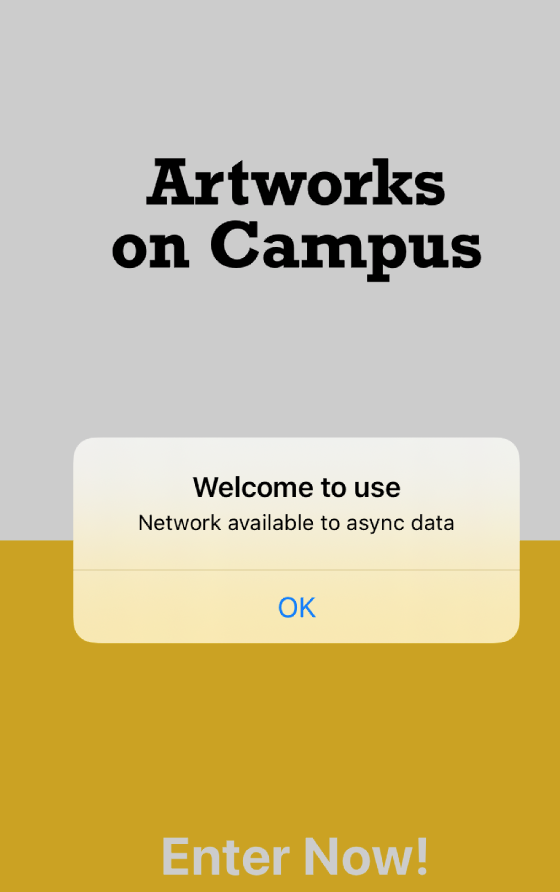 Artworks
on Campus
Welcome to use
Network available to async data
OK
Enter Now!